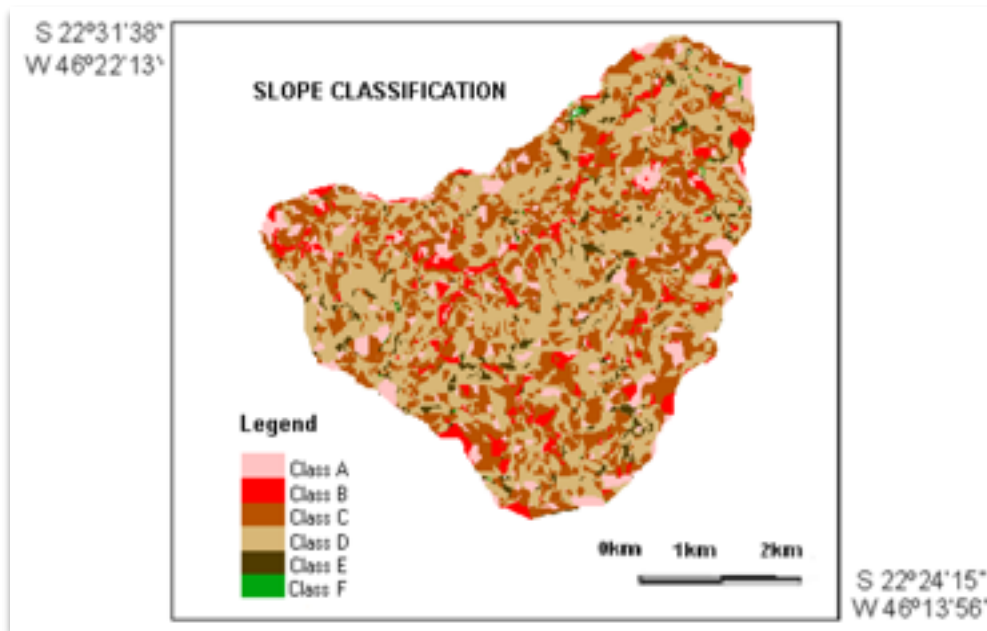 S 22º31'38"
W 46º22'13"
SLOPE CLASSIFICATION
Legend
Class A
Class B
Class C
Class D
Class E
Class F
0km 1km 2km
S 22º24'15"
W 46º13'56"